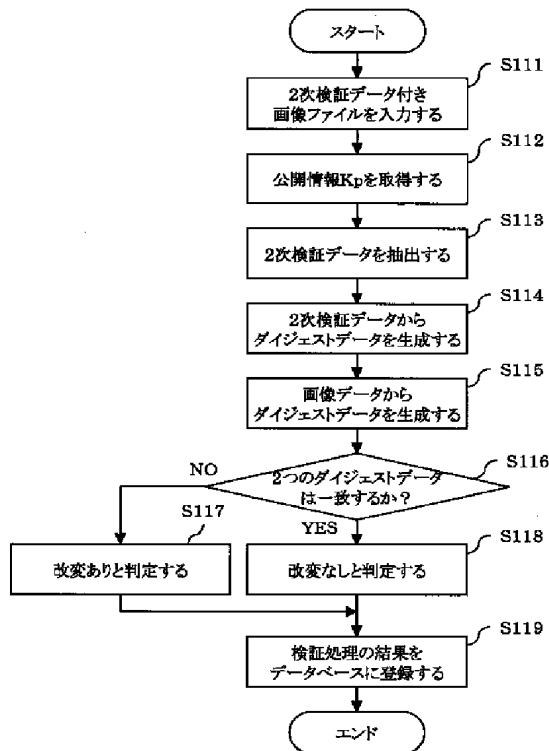 スタート
S111
2次検証データ付き
画像ファイルを入力する
S112
公開情報Kpを取得する
S113
2次検証データを抽出する
S114
2次検証データから
ダイジェストデータを生成する
S115
画像データから
ダイジェストデータを生成する
S116
2つのダイジェストデータ
は一致するか?
NO
YES
S117
改変ありと判定する
S118
改変なしと判定する
S119
検証処理の結果を
データベースに登録する
エンド